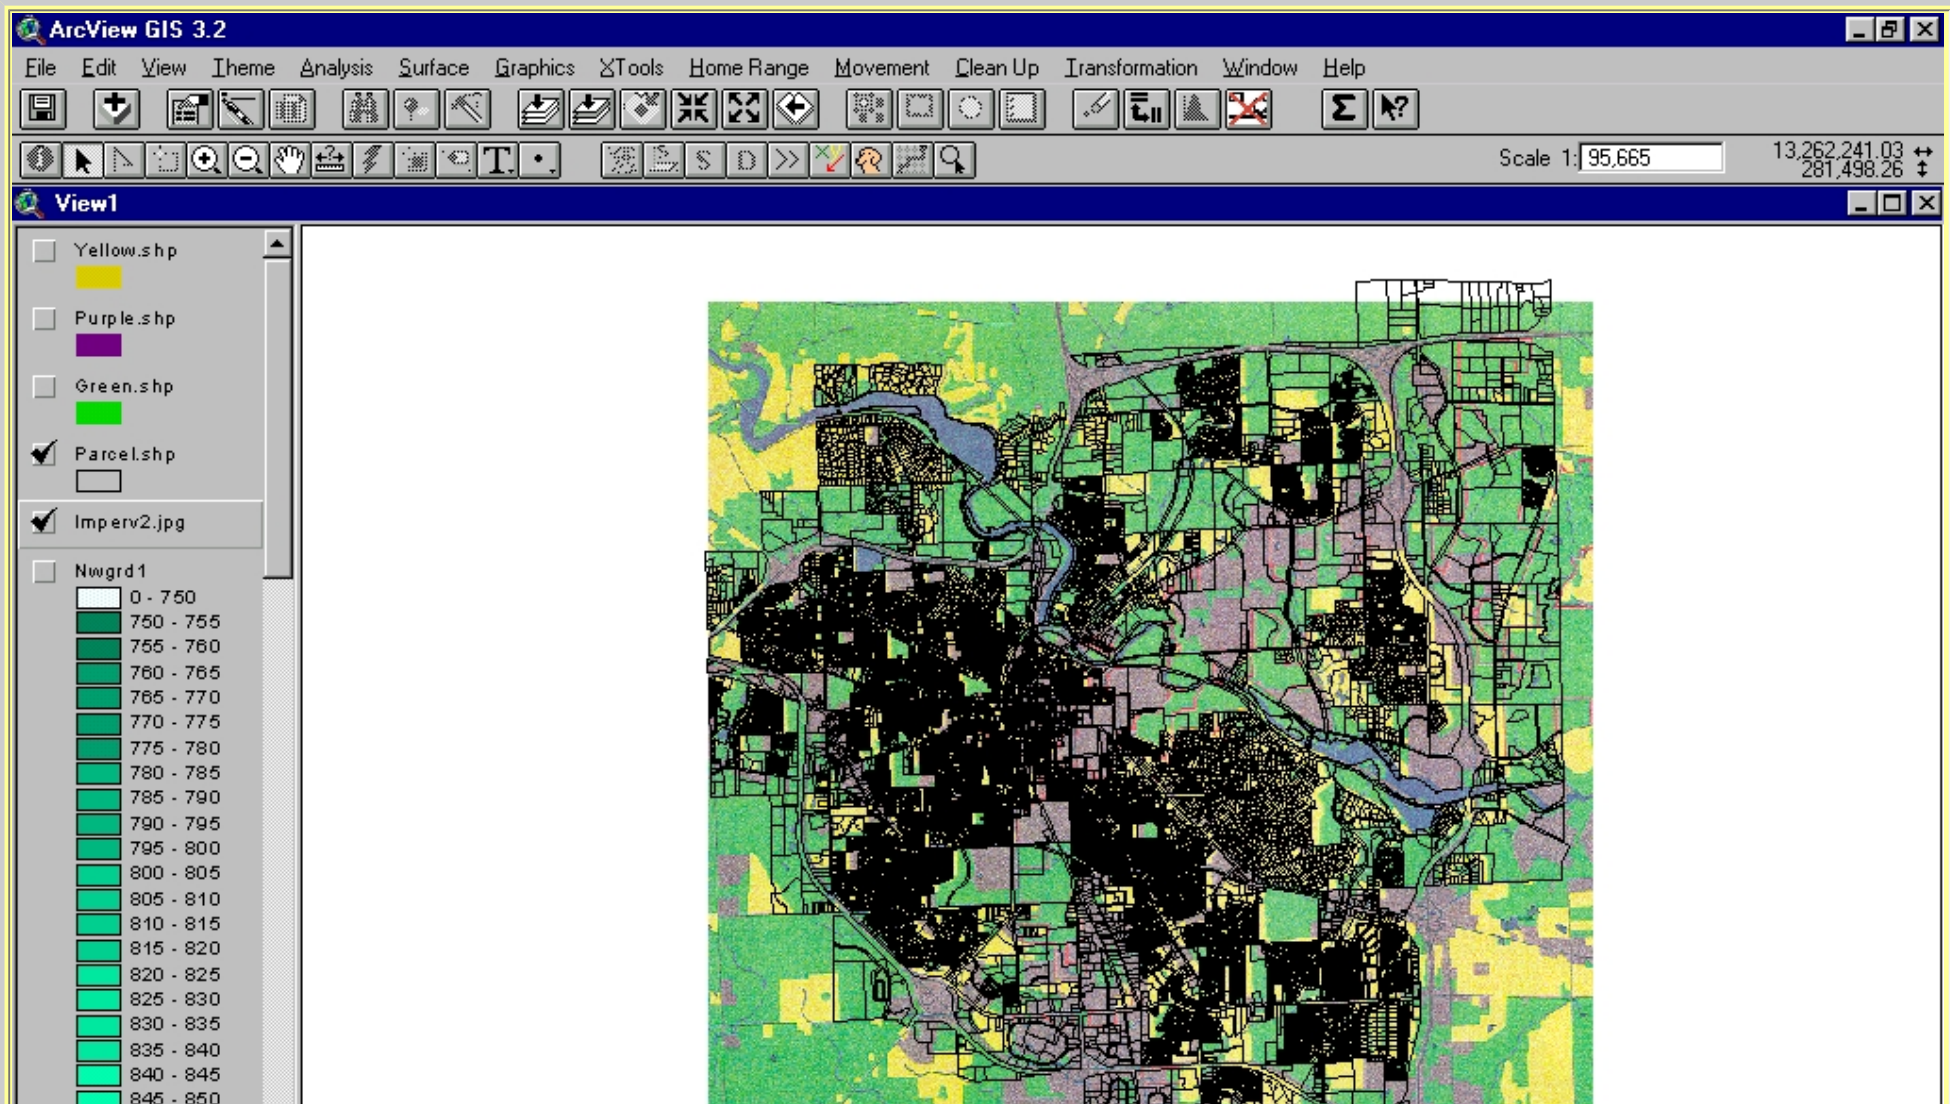 ArcView GIS 3.2
File Edit View Theme Analysis Surface Graphics XTools Home Range Movement Clean Up Transformation Window Help
Σ ?
? T S D >> Scale 1: 95,665 13,262,241.03
281,498.26
View1
Yellow.shp
Purple.shp
Green.shp
Parcel.shp
Imperv2.jpg
Nwgrd1
0 - 750
750 - 755
755 - 760
760 - 765
765 - 770
770 - 775
775 - 780
780 - 785
785 - 790
790 - 795
795 - 800
800 - 805
805 - 810
810 - 815
815 - 820
820 - 825
825 - 830
830 - 835
835 - 840
840 - 845
845 - 850